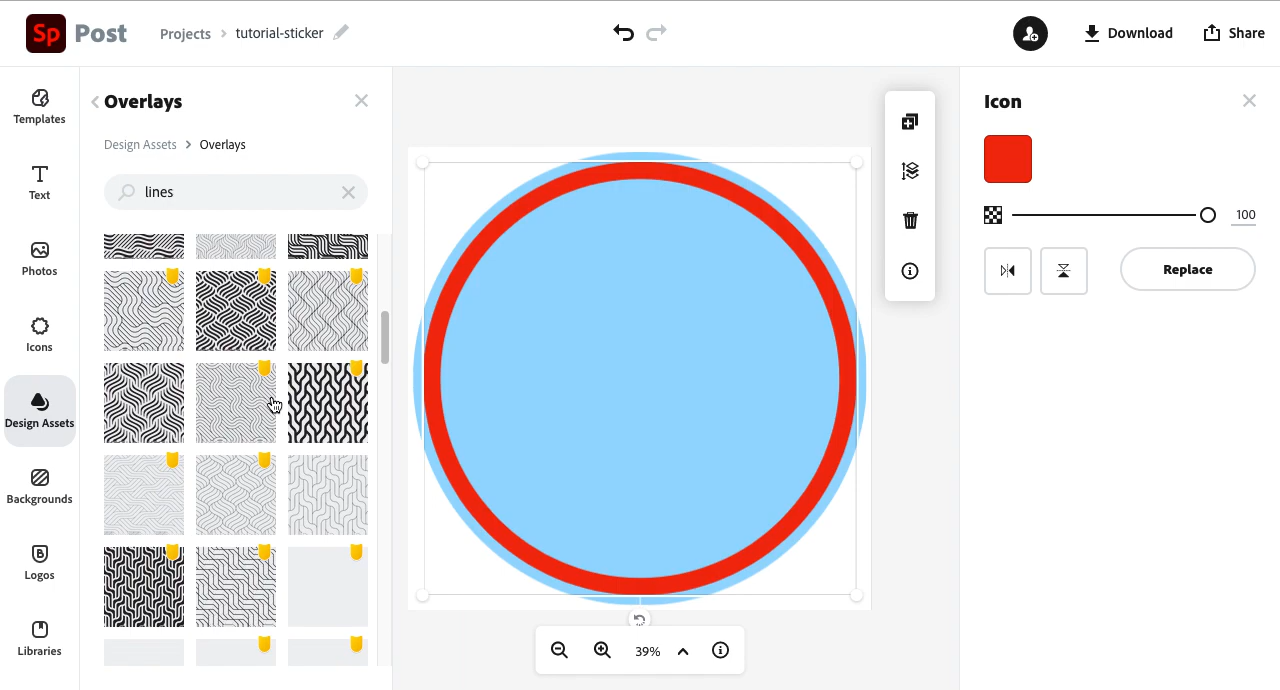 Sp Post
Projects > tutorial-sticker
Download
Share
Templates
Text
Photos
Icons
Design Assets
Backgrounds
Logos
Libraries
Overlays
Design Assets > Overlays
lines
39%
Icon
100
Replace